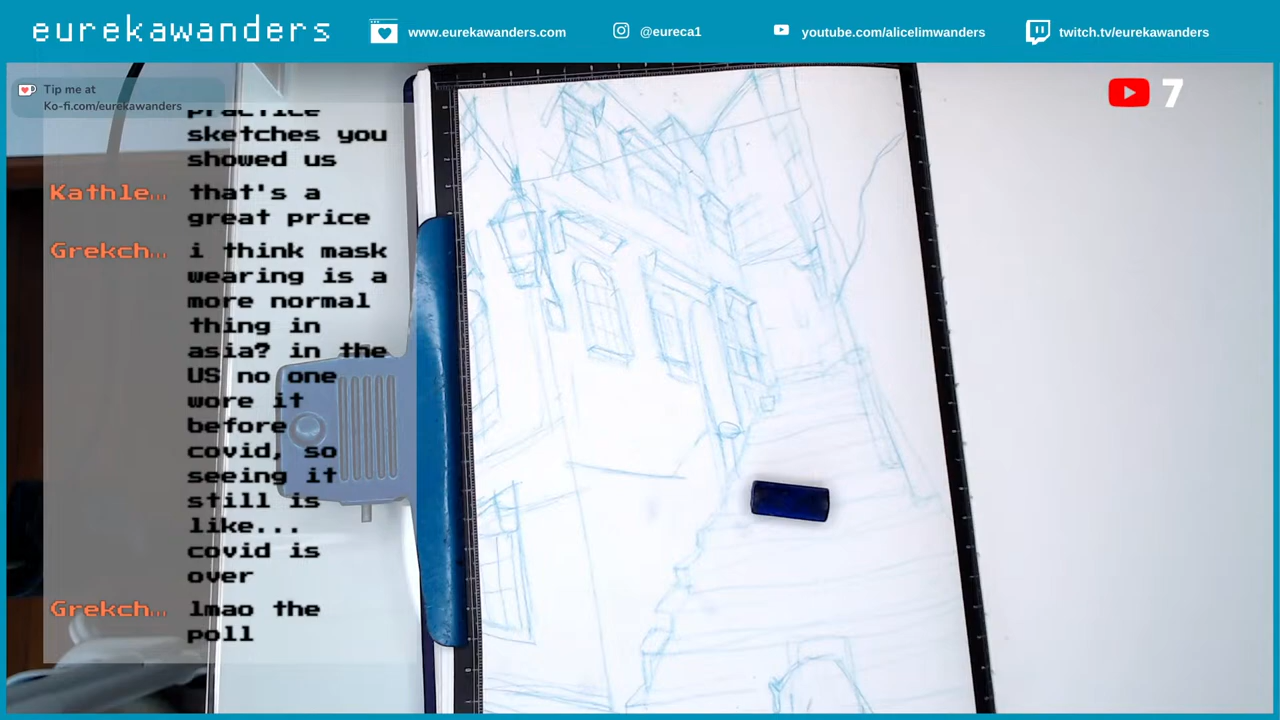 eurekawanders
www.eurekawanders.com
@eureca1
youtube.com/alicelimwanders
twitch.tv/eurekawanders
Tip me at
Ko-fi.com/eurekawanders
7
practice
sketches you
showed us
Kathle... that's a
great price
Grekch... i think mask
wearing is a
more normal
thing in
asia? in the
US no one
wore it
before
covid, so
seeing it
still is
like...
covid is
over
Grekch... lmao the
poll